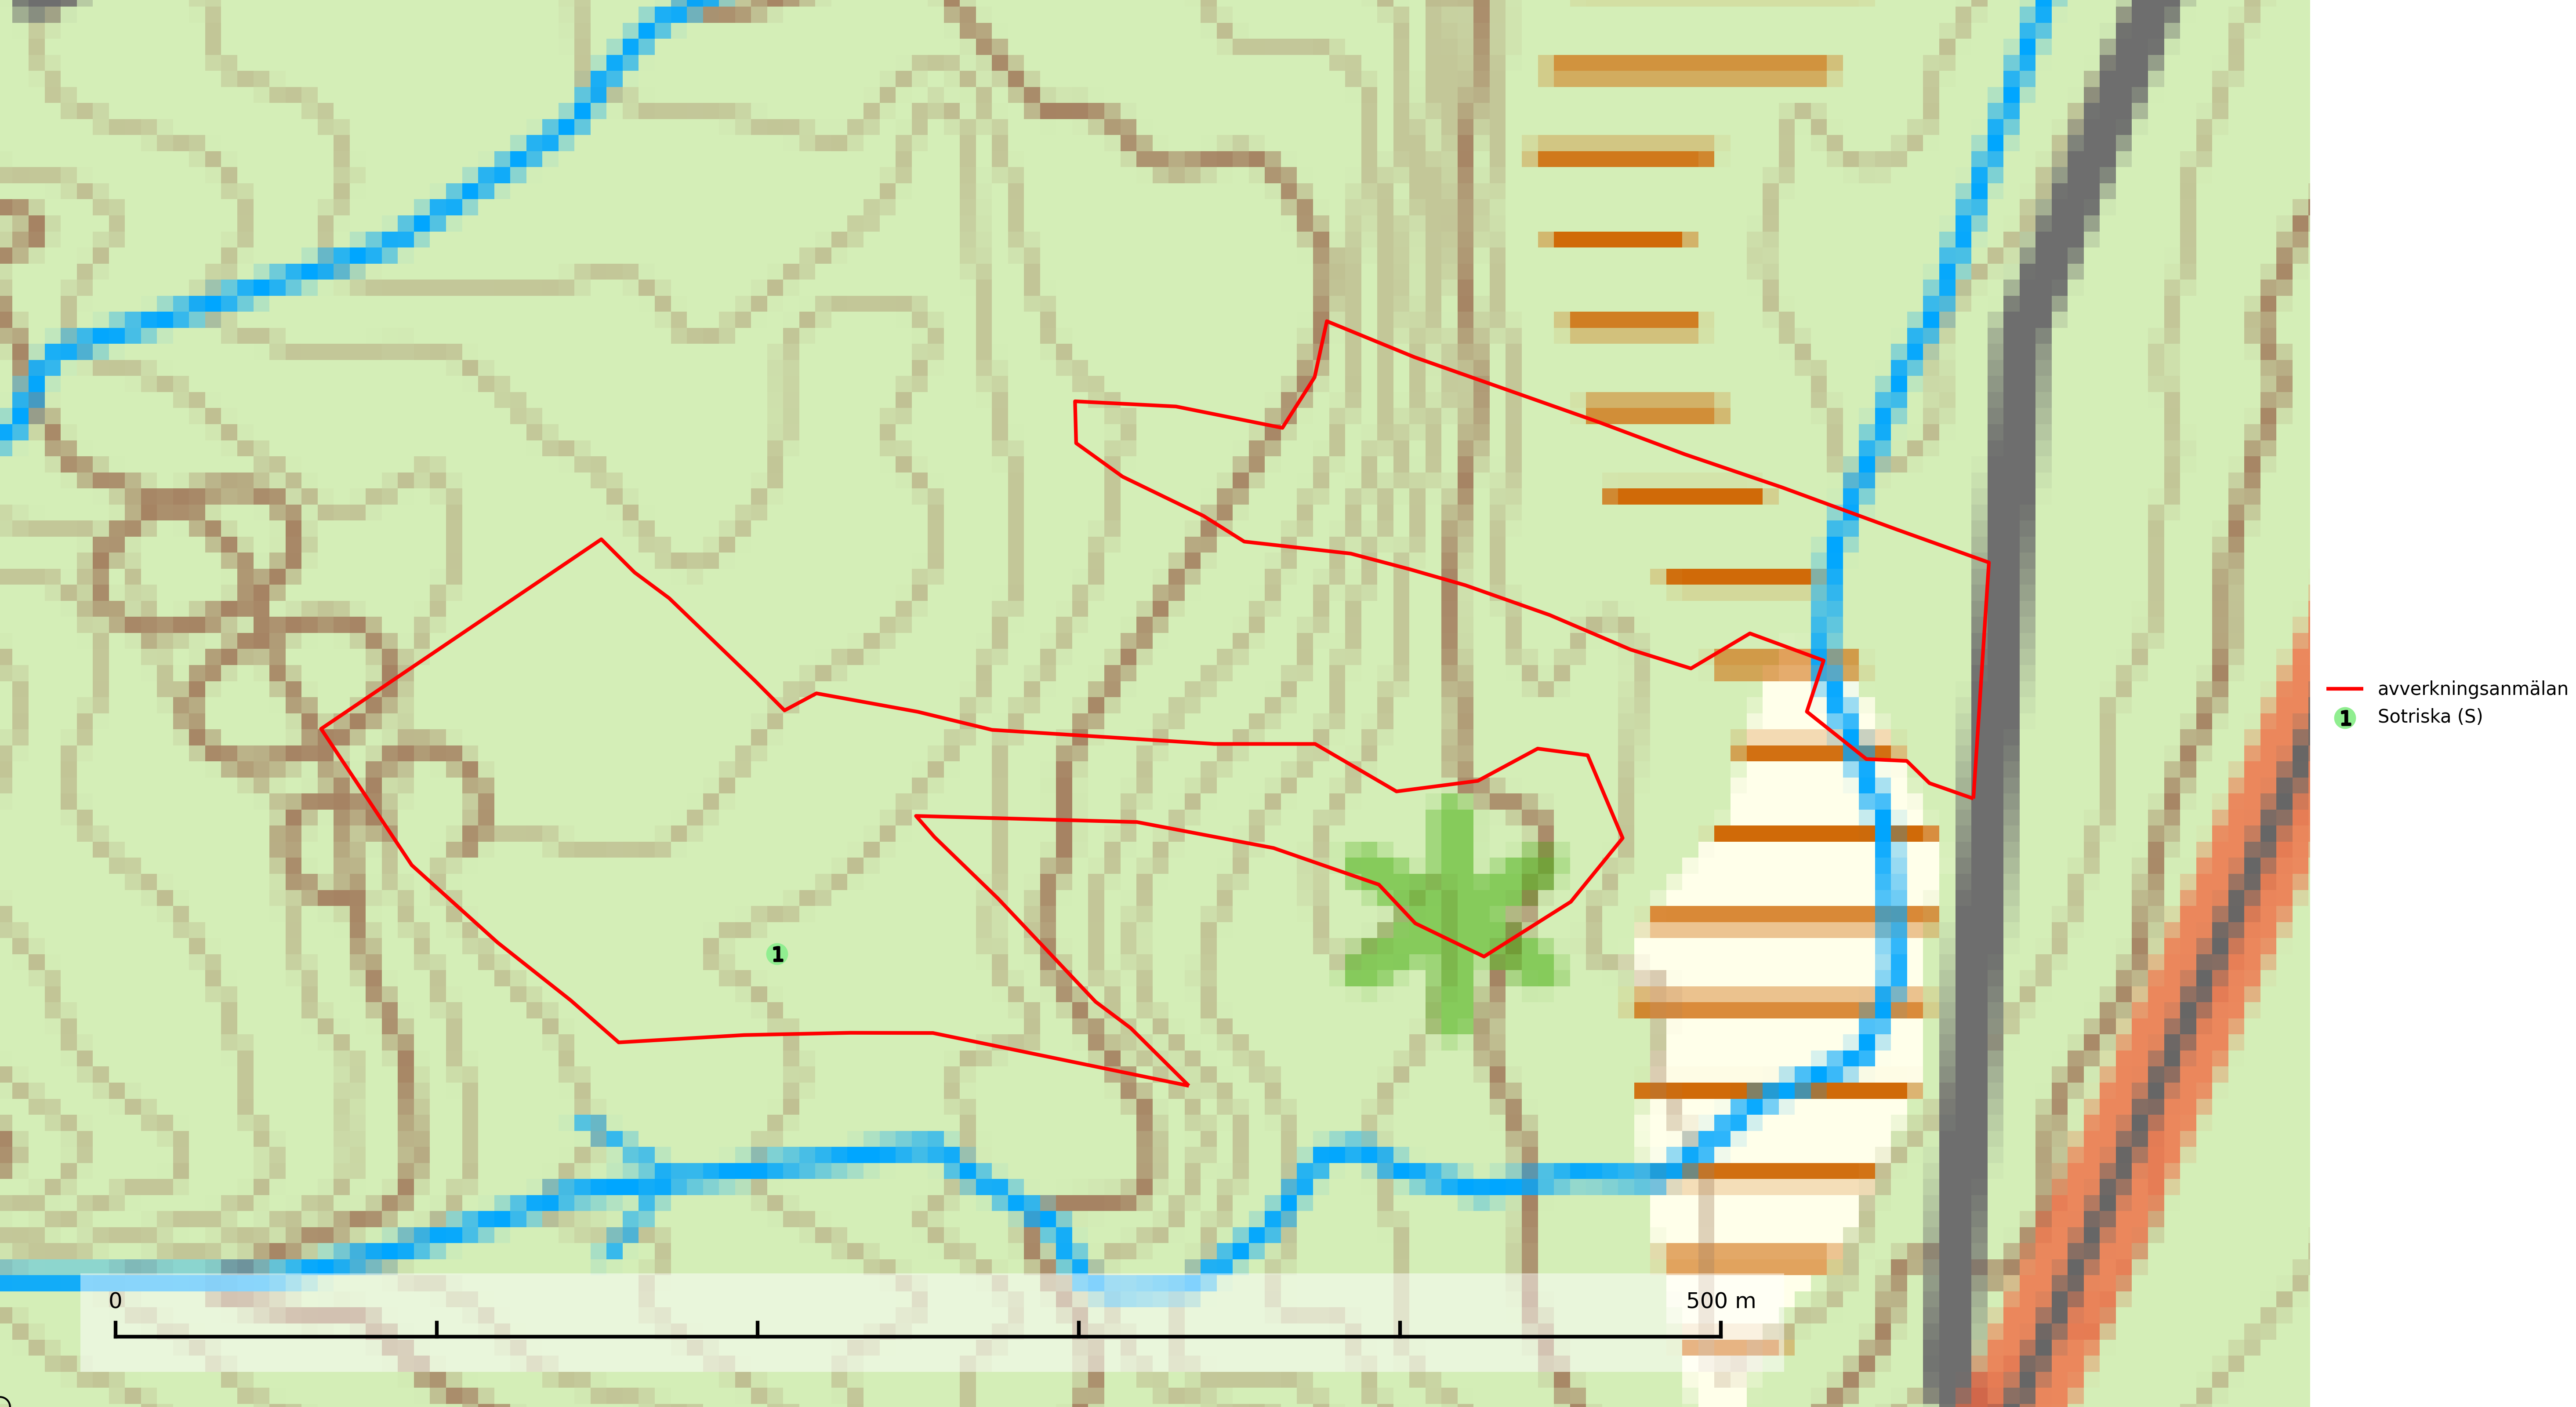 avverkningsanmälan
1 Sotriska (S)
1
0 500 m